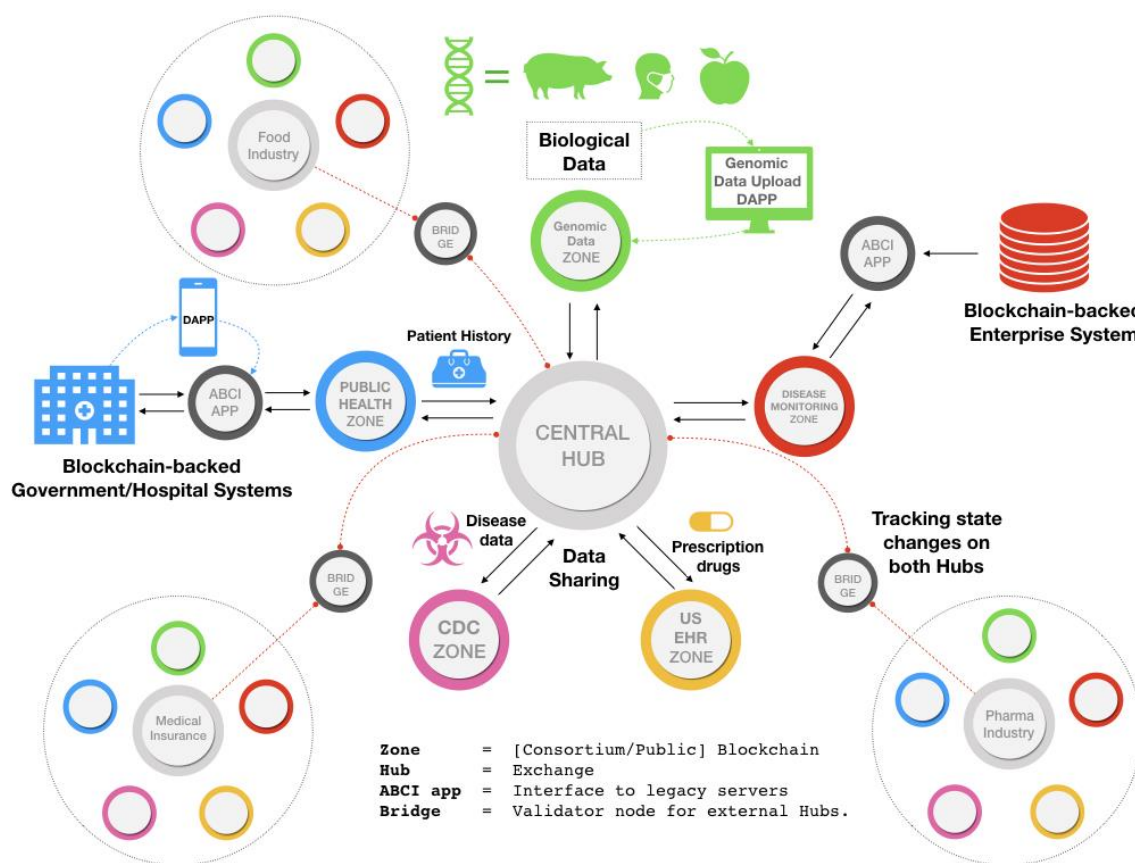 Food
Industry
BRID
GE
=
Biological
Data
Genomic
Data Upload
DAPP
Genomic
Data
ZONE
ABCI
APP
Blockchain-backed
Enterprise System
DAPP
ABCI
APP
Blockchain-backed
Government/Hospital Systems
PUBLIC
HEALTH
ZONE
Patient History
CENTRAL
HUB
DISEASE
MONITORING
ZONE
Disease
data
Data
Sharing
Prescription
drugs
Tracking state
changes on
both Hubs
BRID
GE
BRID
GE
CDC
ZONE
US
EHR
ZONE
Medical
Insurance
Pharma
Industry
Zone = [Consortium/Public] Blockchain
Hub = Exchange
ABCI app = Interface to legacy servers
Bridge = Validator node for external Hubs.